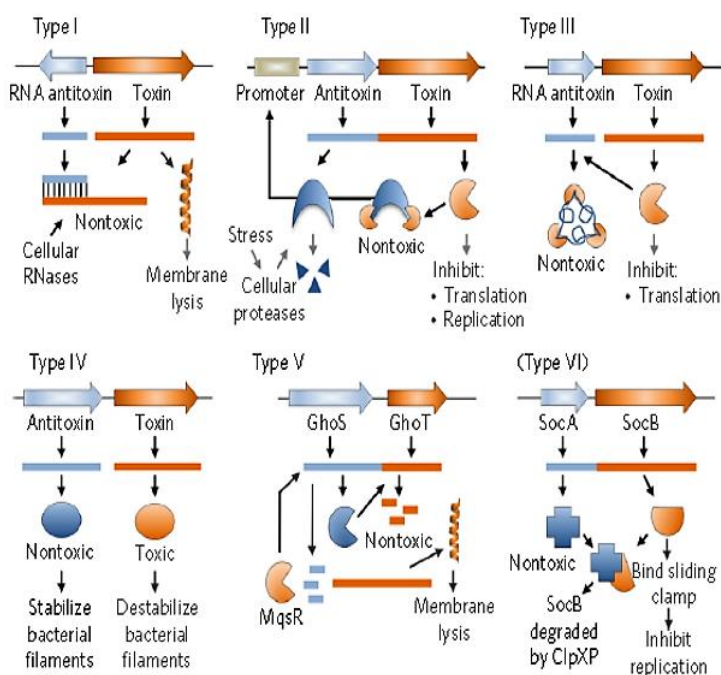 Type I
RNA antitoxin Toxin
Nontoxic
Cellular
RNases
Membrane
lysis
Type II
Promoter Antitoxin Toxin
Stress
Nontoxic
Cellular
proteases
Inhibit:
• Translation
• Replication
Type III
RNA antitoxin Toxin
Nontoxic
Inhibit:
• Translation
Type IV
Antitoxin Toxin
Nontoxic Toxic
Stabilize
bacterial
filaments
Destabilize
bacterial
filaments
Type V
GhoS GhoT
Nontoxic
MqsR
Membrane
lysis
(Type VI)
SocA SocB
Nontoxic
Bind sliding
clamp
SocB
degraded
by ClpXP
Inhibit
replication